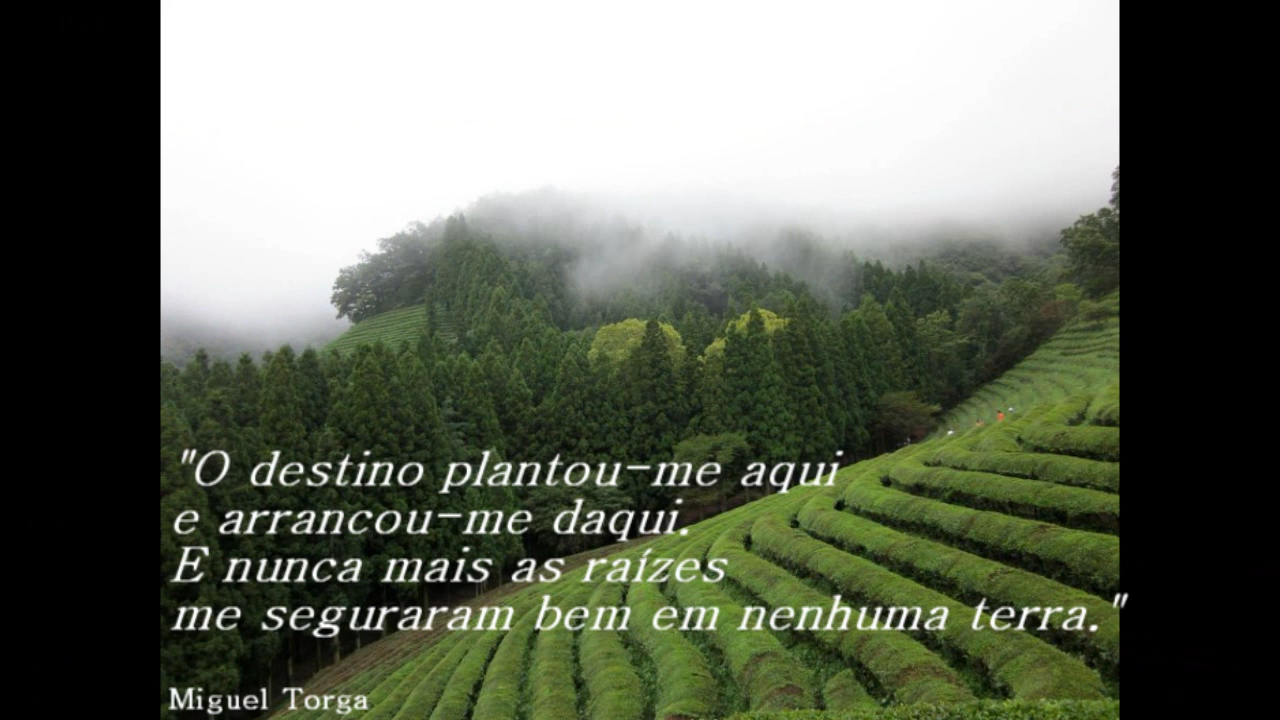 "O destino plantou-me aqui
e arrancou-me daqui.
E nunca mais as raízes
me seguraram bem em nenhuma terra."
Miguel Torga